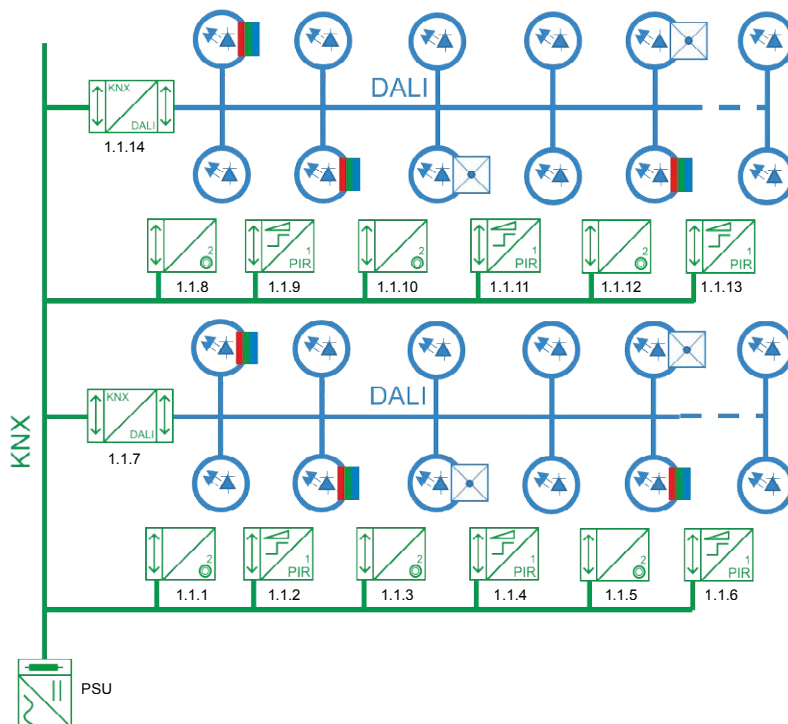 DALI
KNX
DALI
1.1.14
2
1
PIR
2
1
PIR
2
1
PIR
1.1.8
1.1.9
1.1.10
1.1.11
1.1.12
1.1.13
DALI
KNX
DALI
1.1.7
KNX
2
1
PIR
2
1
PIR
2
1
PIR
1.1.1
1.1.2
1.1.3
1.1.4
1.1.5
1.1.6
PSU